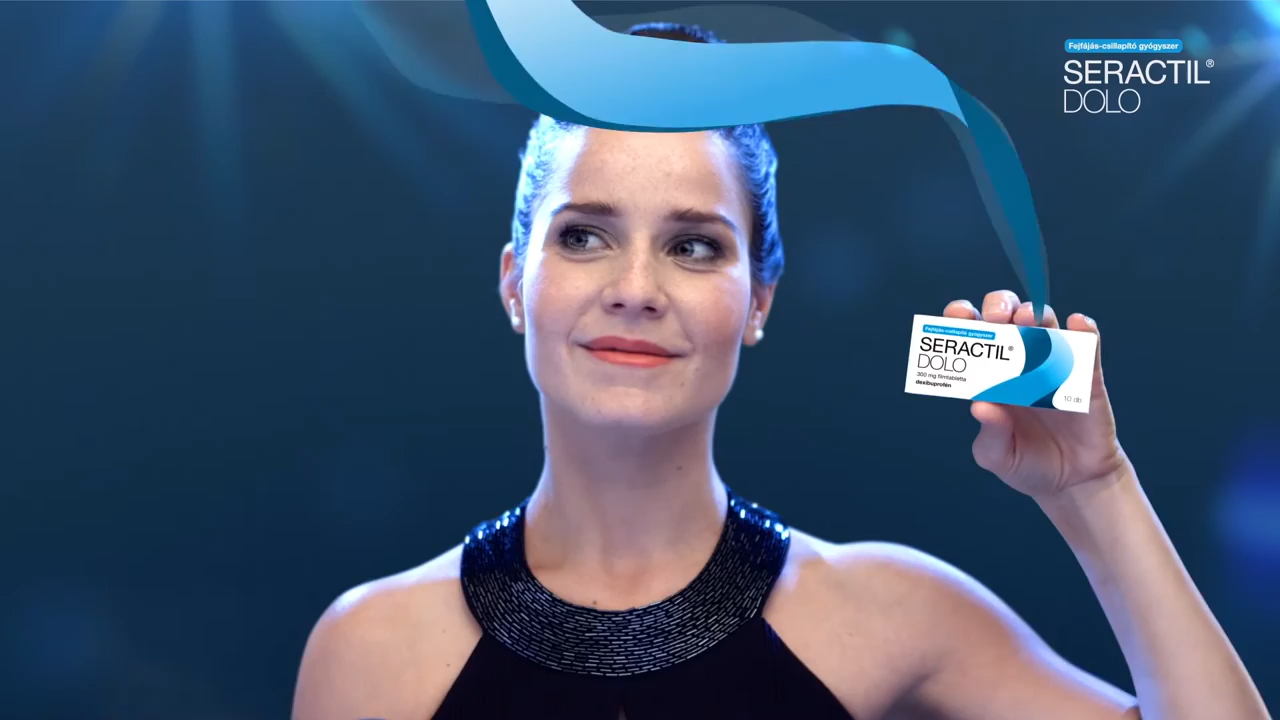 Fejfájás-csillapító gyógyszer
SERACTIL®
DOLO
Fejfájás-csillapító gyógyszer
SERACTIL®
DOLO
300 mg filmtabletta
dexibuprofén
10 db